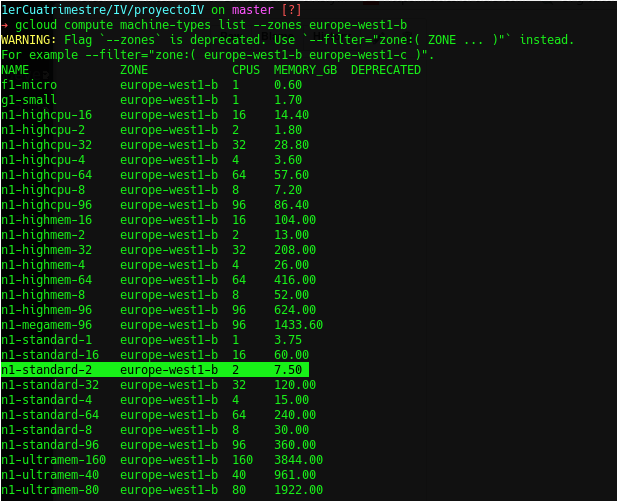 1erCuatrimestre/IV/proyectoIV on master [?]
→ gcloud compute machine-types list --zones europe-west1-b
WARNING: Flag `--zones` is deprecated. Use `--filter="zone:( ZONE ... )"` instead.
For example --filter="zone:( europe-west1-b europe-west1-c )".
NAME ZONE CPUS MEMORY_GB DEPRECATED
f1-micro europe-west1-b 1 0.60
g1-small europe-west1-b 1 1.70
n1-highcpu-16 europe-west1-b 16 14.40
n1-highcpu-2 europe-west1-b 2 1.80
n1-highcpu-32 europe-west1-b 32 28.80
n1-highcpu-4 europe-west1-b 4 3.60
n1-highcpu-64 europe-west1-b 64 57.60
n1-highcpu-8 europe-west1-b 8 7.20
n1-highcpu-96 europe-west1-b 96 86.40
n1-highmem-16 europe-west1-b 16 104.00
n1-highmem-2 europe-west1-b 2 13.00
n1-highmem-32 europe-west1-b 32 208.00
n1-highmem-4 europe-west1-b 4 26.00
n1-highmem-64 europe-west1-b 64 416.00
n1-highmem-8 europe-west1-b 8 52.00
n1-highmem-96 europe-west1-b 96 624.00
n1-megamem-96 europe-west1-b 96 1433.60
n1-standard-1 europe-west1-b 1 3.75
n1-standard-16 europe-west1-b 16 60.00
n1-standard-2 europe-west1-b 2 7.50
n1-standard-32 europe-west1-b 32 120.00
n1-standard-4 europe-west1-b 4 15.00
n1-standard-64 europe-west1-b 64 240.00
n1-standard-8 europe-west1-b 8 30.00
n1-standard-96 europe-west1-b 96 360.00
n1-ultramem-160 europe-west1-b 160 3844.00
n1-ultramem-40 europe-west1-b 40 961.00
n1-ultramem-80 europe-west1-b 80 1922.00